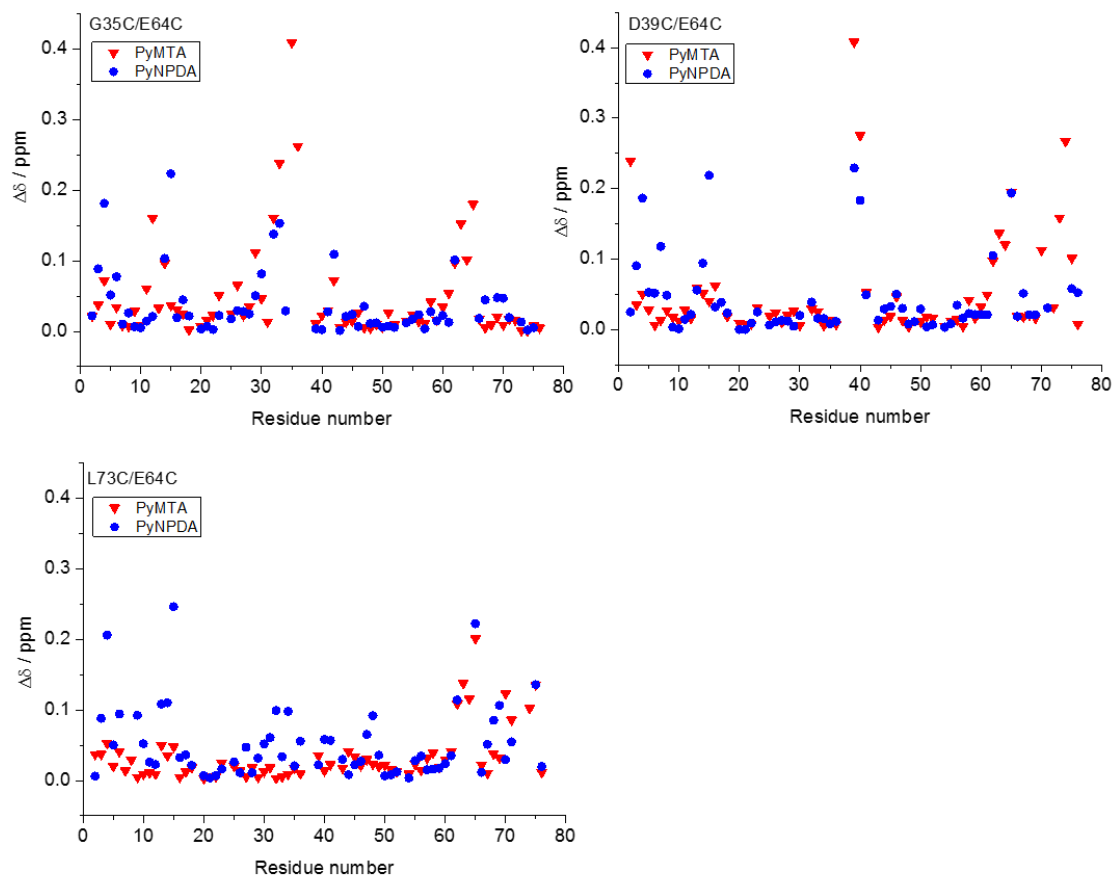 G35C/E64C
PyMTA
PyNPDA
0.4
0.3
0.2
0.1
0.0
Δδ / ppm
0 10 20 30 40 50 60 70 80
Residue number
D39C/E64C
PyMTA
PyNPDA
0.4
0.3
0.2
0.1
0.0
Δδ / ppm
0 10 20 30 40 50 60 70 80
Residue number
L73C/E64C
PyMTA
PyNPDA
0.4
0.3
0.2
0.1
0.0
Δδ / ppm
0 10 20 30 40 50 60 70 80
Residue number